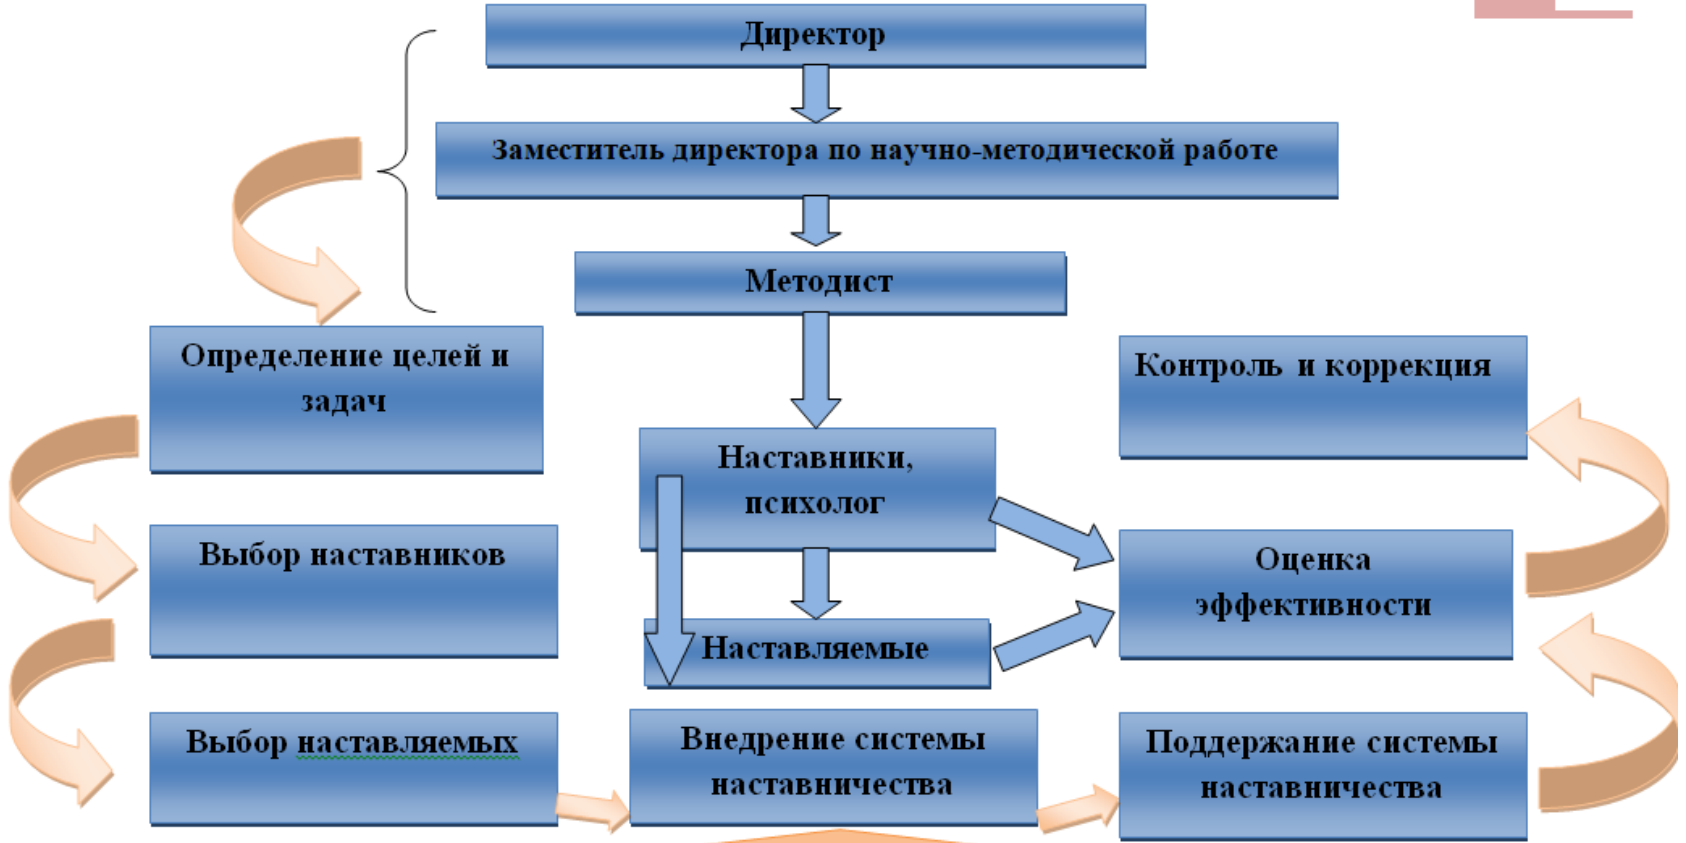 Директор
Заместитель директора по научно-методической работе
Методист
Определение целей и
задач
Контроль и коррекция
Наставники,
психолог
Выбор наставников
Оценка
эффективности
Наставляемые
Выбор наставляемых
Внедрение системы
наставничества
Поддержание системы
наставничества